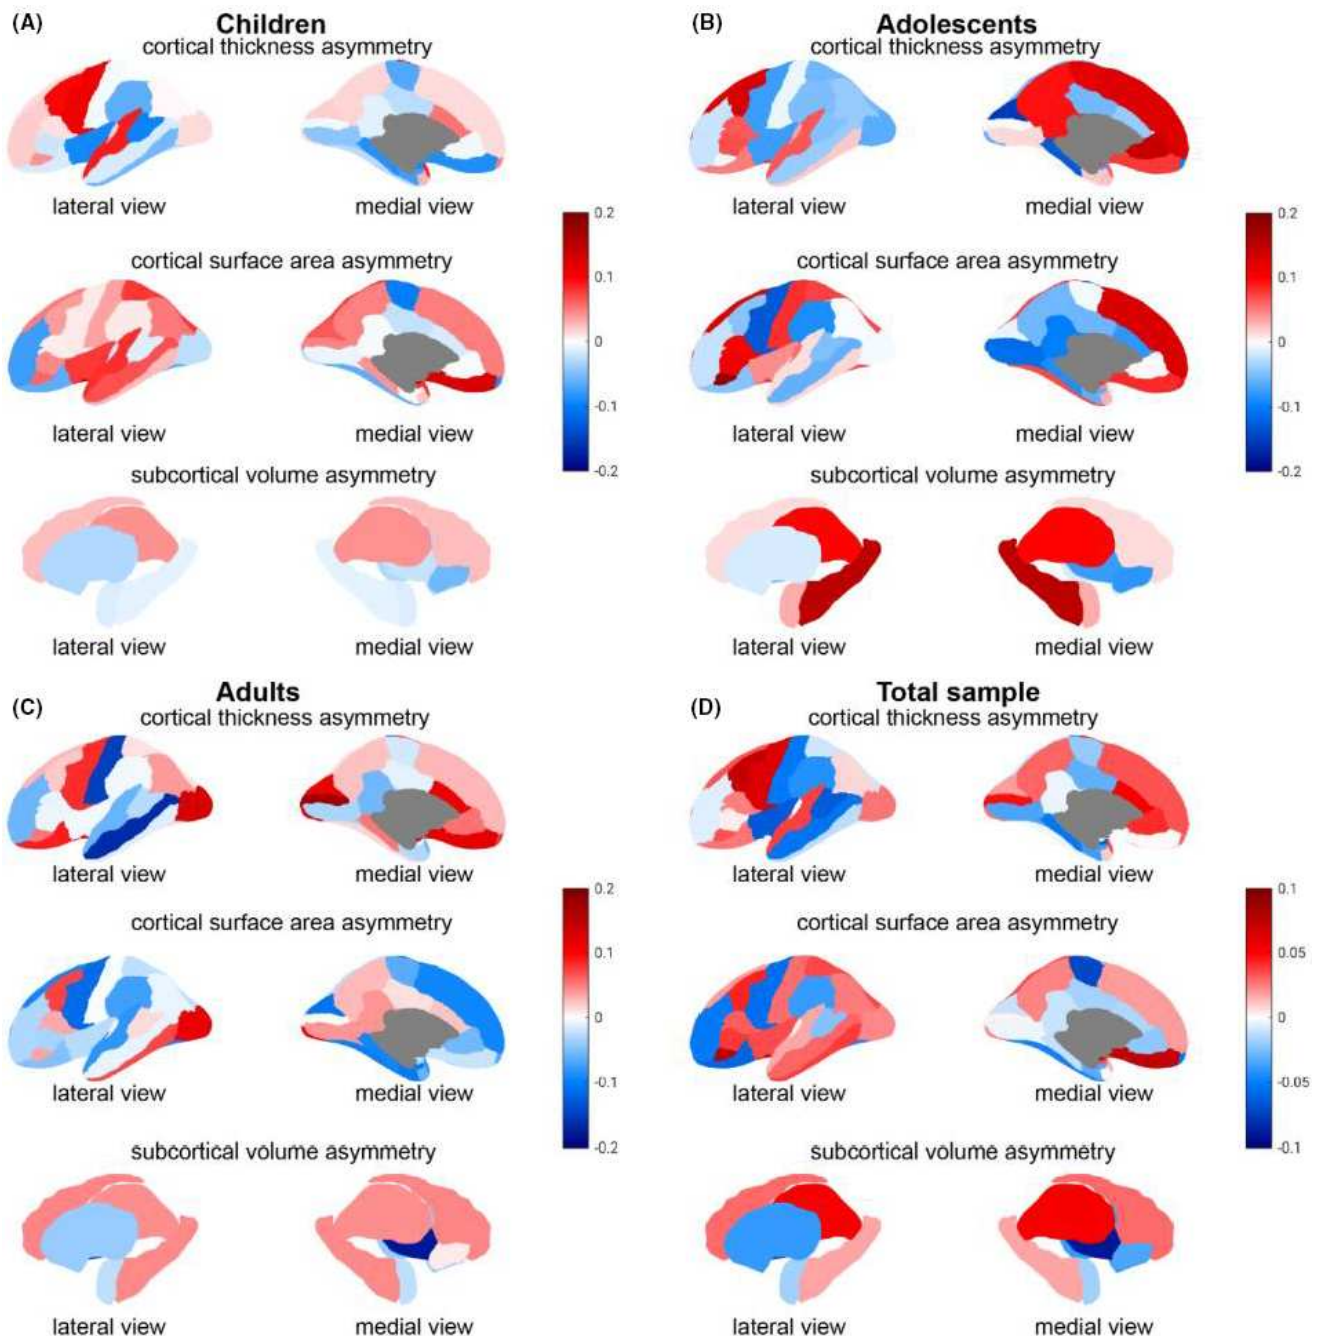 (A)
Children
cortical thickness asymmetry
lateral view
medial view
cortical surface area asymmetry
lateral view
medial view
subcortical volume asymmetry
lateral view
medial view
0.2
0.1
0
-0.1
-0.2
(B)
Adolescents
cortical thickness asymmetry
lateral view
medial view
cortical surface area asymmetry
lateral view
medial view
subcortical volume asymmetry
lateral view
medial view
0.2
0.1
0
-0.1
-0.2
(C)
Adults
cortical thickness asymmetry
lateral view
medial view
cortical surface area asymmetry
lateral view
medial view
subcortical volume asymmetry
lateral view
medial view
0.2
0.1
0
-0.1
-0.2
(D)
Total sample
cortical thickness asymmetry
lateral view
medial view
cortical surface area asymmetry
lateral view
medial view
subcortical volume asymmetry
lateral view
medial view
0.1
0.05
0
-0.05
-0.1